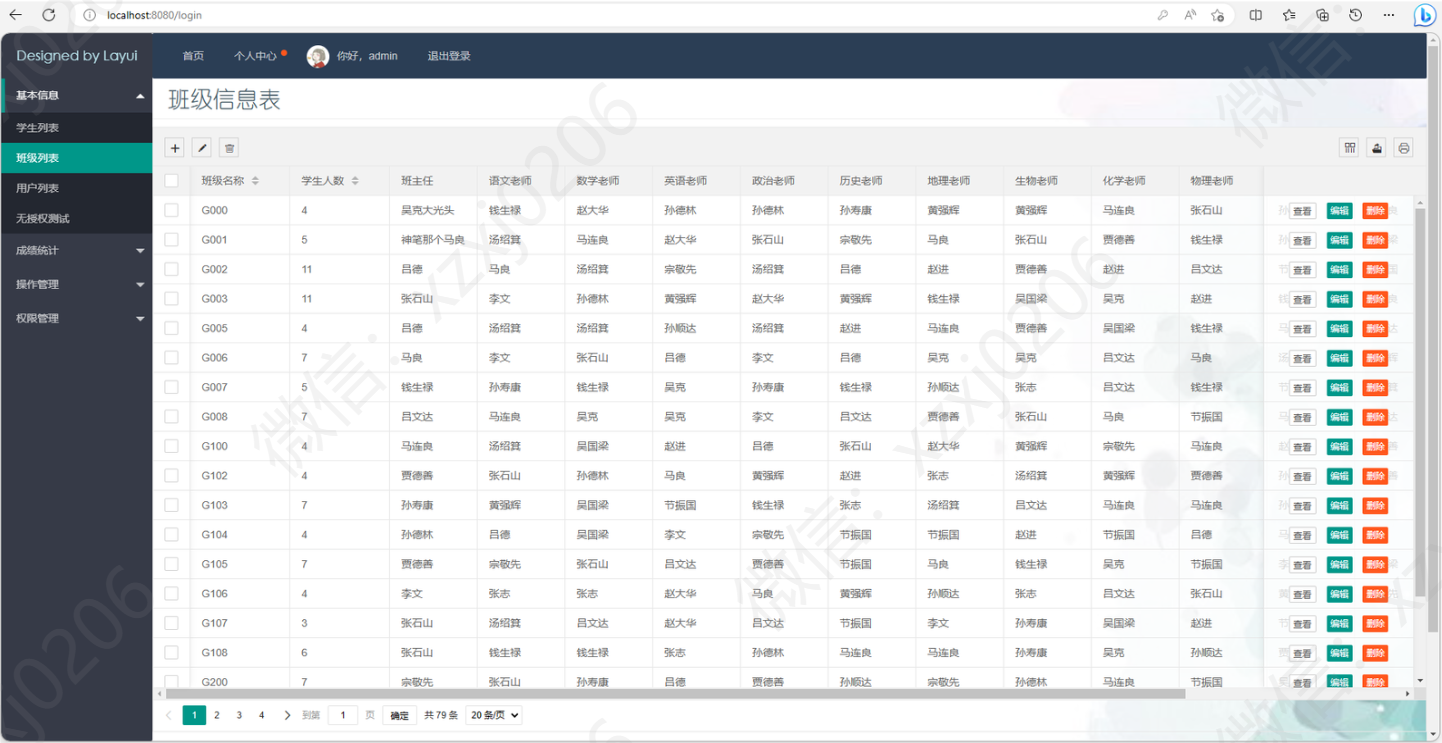 localhost:8080/login
Designed by Layui 首页 个人中心 你好，admin 退出登录
基本信息
学生列表
班级列表
用户列表
无授权测试
成绩统计
操作管理
权限管理
班级信息表
班级名称 学生人数 班主任 语文老师 数学老师 英语老师 政治老师 历史老师 地理老师 生物老师 化学老师 物理老师
G000 4 吴克大光头 钱生禄 赵大华 孙德林 孙德林 孙寿康 黄强辉 黄强辉 马连良 张石山 查看 编辑 删除
G001 5 神笔那个马良 汤绍箕 马连良 赵大华 张石山 宗敬先 马良 张石山 贾德善 钱生禄 查看 编辑 删除
G002 11 吕德 马良 汤绍箕 宗敬先 汤绍箕 吕德 赵进 贾德善 赵进 吕文达 查看 编辑 删除
G003 11 张石山 李文 孙德林 黄强辉 赵大华 黄强辉 钱生禄 吴国梁 吴克 赵进 查看 编辑 删除
G005 4 吕德 汤绍箕 汤绍箕 孙顺达 汤绍箕 赵进 马连良 贾德善 吴国梁 钱生禄 查看 编辑 删除
G006 7 马良 李文 张石山 吕德 李文 吕德 吴克 吴克 吕文达 马良 查看 编辑 删除
G007 5 钱生禄 孙寿康 钱生禄 吴克 孙寿康 钱生禄 孙顺达 张志 吕文达 钱生禄 查看 编辑 删除
G008 7 吕文达 马连良 吴克 吴克 李文 吕文达 贾德善 张石山 马良 节振国 查看 编辑 删除
G100 4 马连良 汤绍箕 吴国梁 赵进 吕德 张石山 赵大华 黄强辉 宗敬先 马连良 查看 编辑 删除
G102 4 贾德善 张石山 孙德林 马良 黄强辉 赵进 张志 汤绍箕 黄强辉 贾德善 查看 编辑 删除
G103 7 孙寿康 黄强辉 吴国梁 节振国 钱生禄 张志 汤绍箕 吕文达 马连良 马连良 查看 编辑 删除
G104 4 孙德林 吕德 吴国梁 李文 宗敬先 节振国 节振国 赵进 节振国 吕德 查看 编辑 删除
G105 7 贾德善 宗敬先 张石山 吕文达 贾德善 节振国 马良 钱生禄 吴克 节振国 查看 编辑 删除
G106 4 李文 张志 张志 赵大华 马良 黄强辉 孙顺达 张志 吕文达 张石山 查看 编辑 删除
G107 3 张石山 汤绍箕 吕文达 赵大华 吕文达 节振国 李文 孙寿康 吴国梁 赵进 查看 编辑 删除
G108 6 张石山 钱生禄 钱生禄 张志 孙德林 马连良 马连良 孙寿康 吴克 孙顺达 查看 编辑 删除
G200 7 宗敬先 张石山 孙寿康 吕德 贾德善 孙顺达 宗敬先 孙德林 马连良 节振国 查看 编辑 删除
1 2 3 4 到第 1 页 确定 共 79 条 20 条/页
微信：xzxj0206
微信：xzxj0206